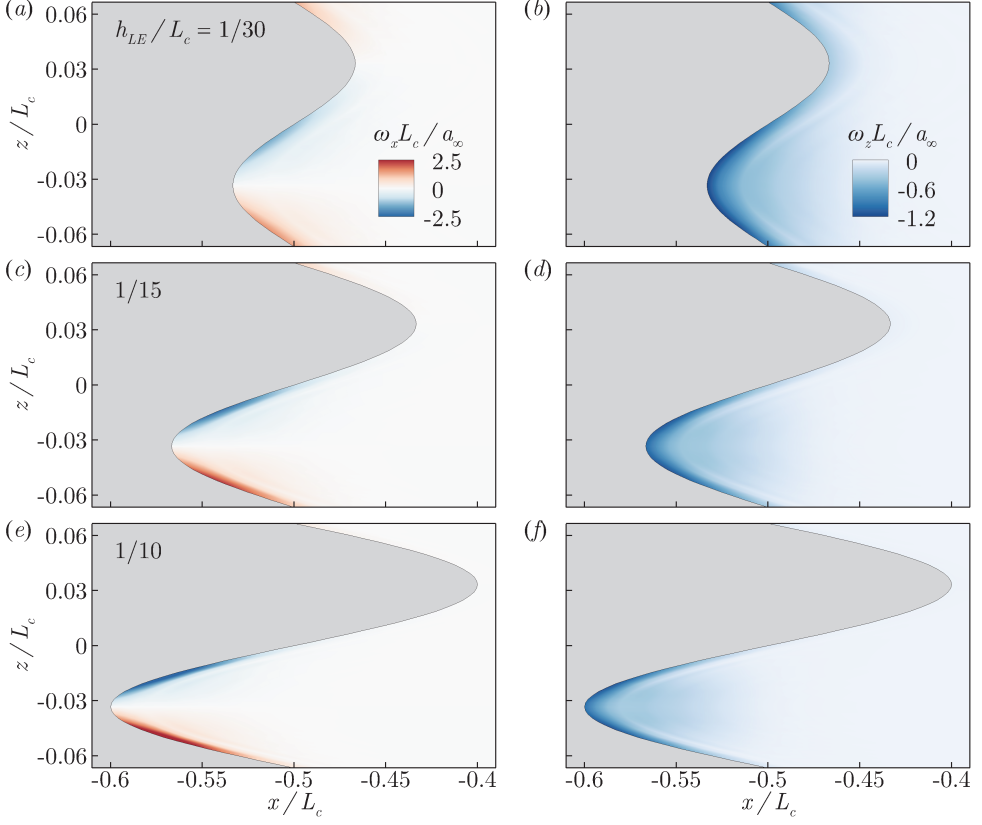 (a)
(b)
h_LE / L_c = 1/30
0.06
0.03
0
-0.03
-0.06
z / L_c
ω_x L_c / a_∞
2.5
0
-2.5
ω_z L_c / a_∞
0
-0.6
-1.2
(c)
(d)
1/15
0.06
0.03
0
-0.03
-0.06
z / L_c
(e)
(f)
1/10
0.06
0.03
0
-0.03
-0.06
z / L_c
-0.6 -0.55 -0.5 -0.45 -0.4
-0.6 -0.55 -0.5 -0.45 -0.4
x / L_c
x / L_c